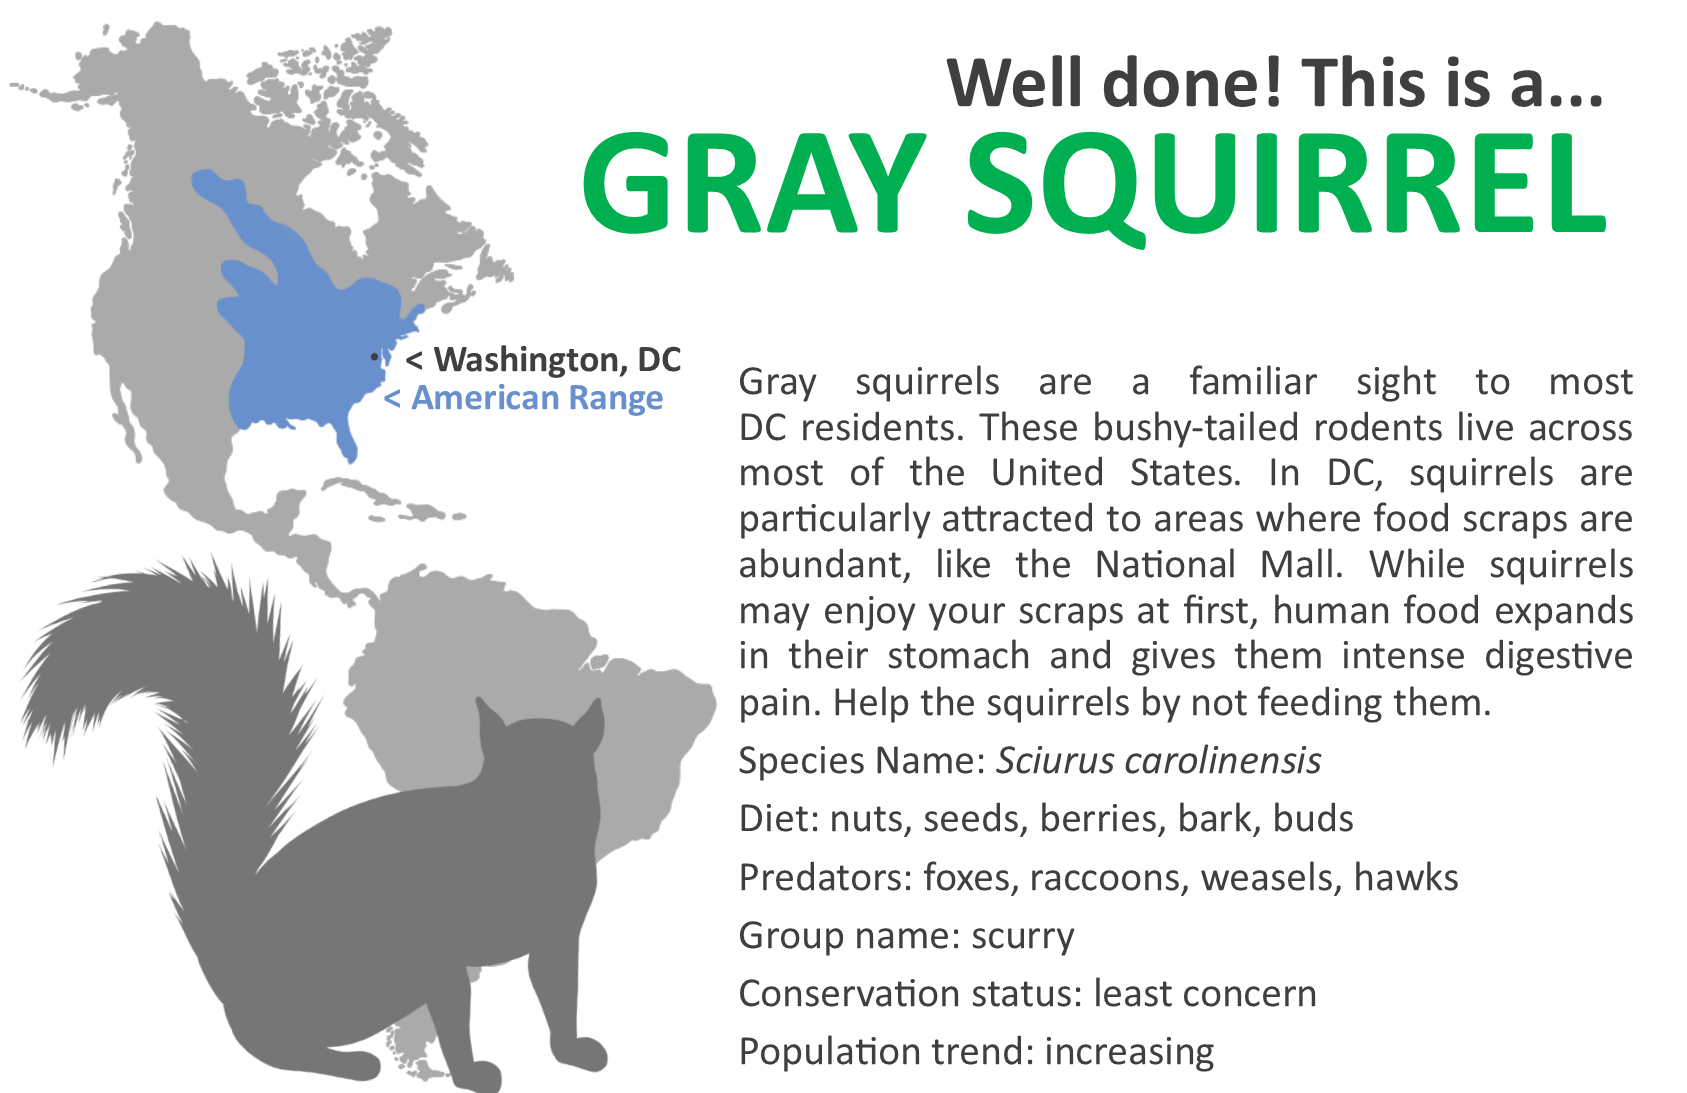 Well done! This is a...
GRAY SQUIRREL
< Washington, DC
< American Range
Gray squirrels are a familiar sight to most
DC residents. These bushy-tailed rodents live across
most of the United States. In DC, squirrels are
particularly attracted to areas where food scraps are
abundant, like the National Mall. While squirrels
may enjoy your scraps at first, human food expands
in their stomach and gives them intense digestive
pain. Help the squirrels by not feeding them.
Species Name: Sciurus carolinensis
Diet: nuts, seeds, berries, bark, buds
Predators: foxes, raccoons, weasels, hawks
Group name: scurry
Conservation status: least concern
Population trend: increasing